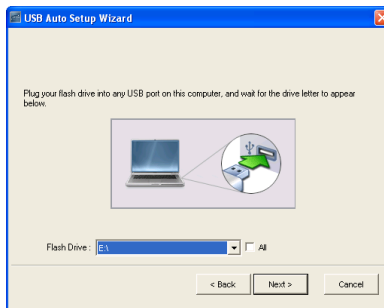 USB Auto Setup Wizard
Plug your flash drive into any USB port on this computer, and wait for the drive letter to appear
below.
Flash Drive : E:\ All
< Back Next > Cancel